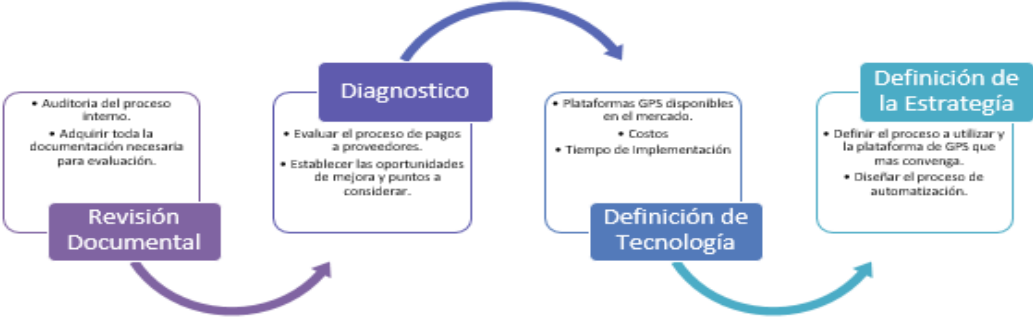 • Auditoria del proceso
interno.
• Adquirir toda la
documentación necesaria
para evaluación.
Revisión
Documental
Diagnostico
• Evaluar el proceso de pagos
a proveedores.
• Establecer las oportunidades
de mejora y puntos a
considerar.
• Plataformas GPS disponibles
en el mercado.
• Costos
• Tiempo de Implementación
Definición de
Tecnología
Definición de
la Estrategía
• Definir el proceso a utilizar y
la plataforma de GPS que
mas convenga.
• Diseñar el proceso de
automatización.